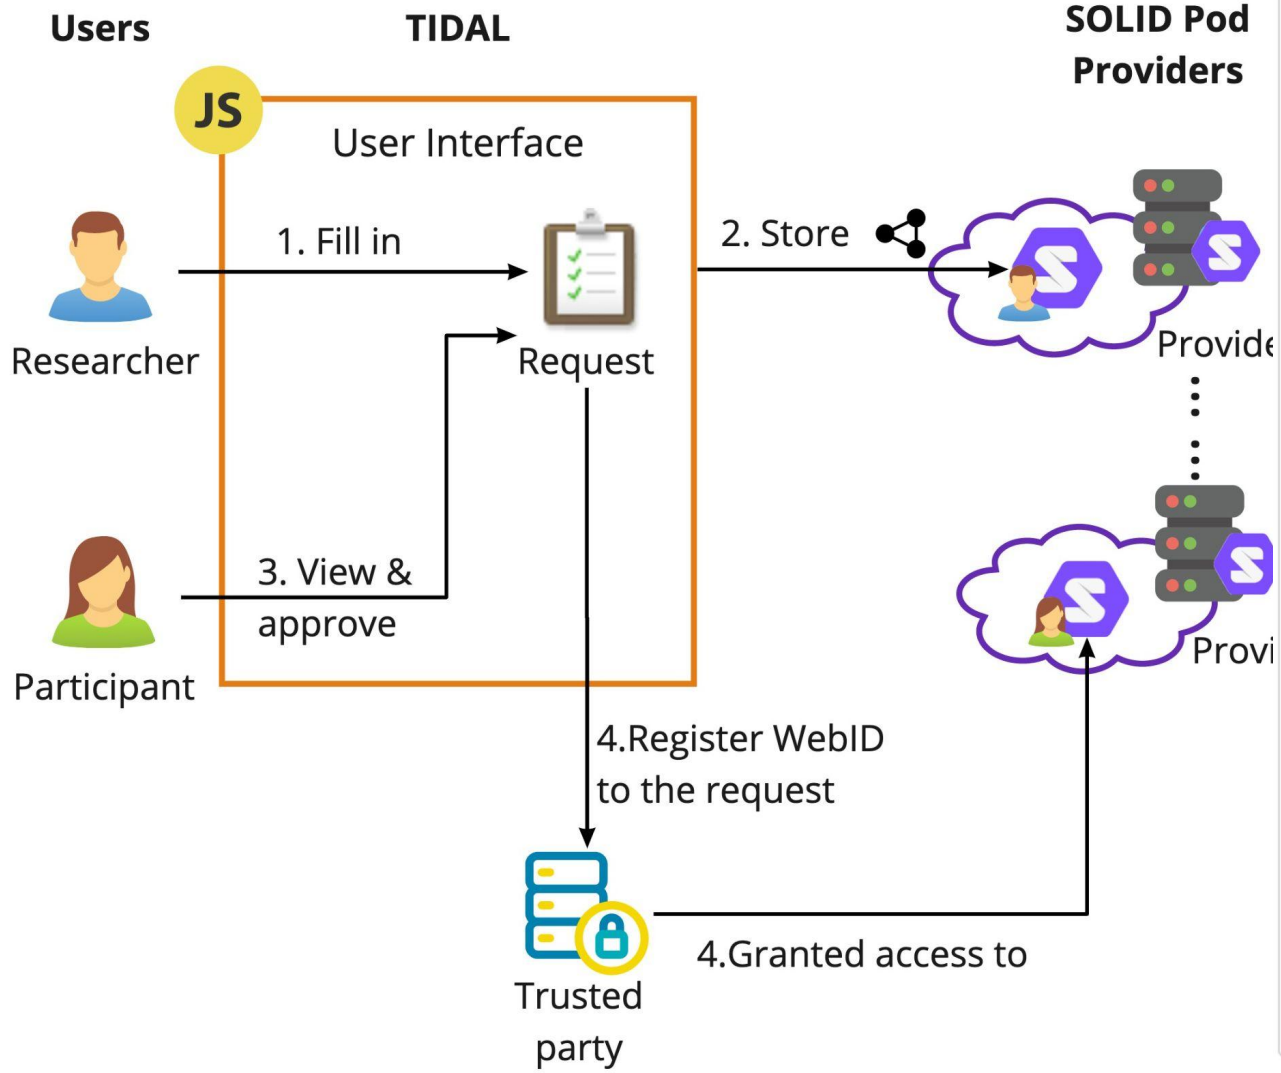 Users
TIDAL
SOLID Pod
Providers
JS
User Interface
1. Fill in
2. Store
Researcher
Request
3. View &
approve
Participant
4.Register WebID
to the request
4.Granted access to
Trusted
party